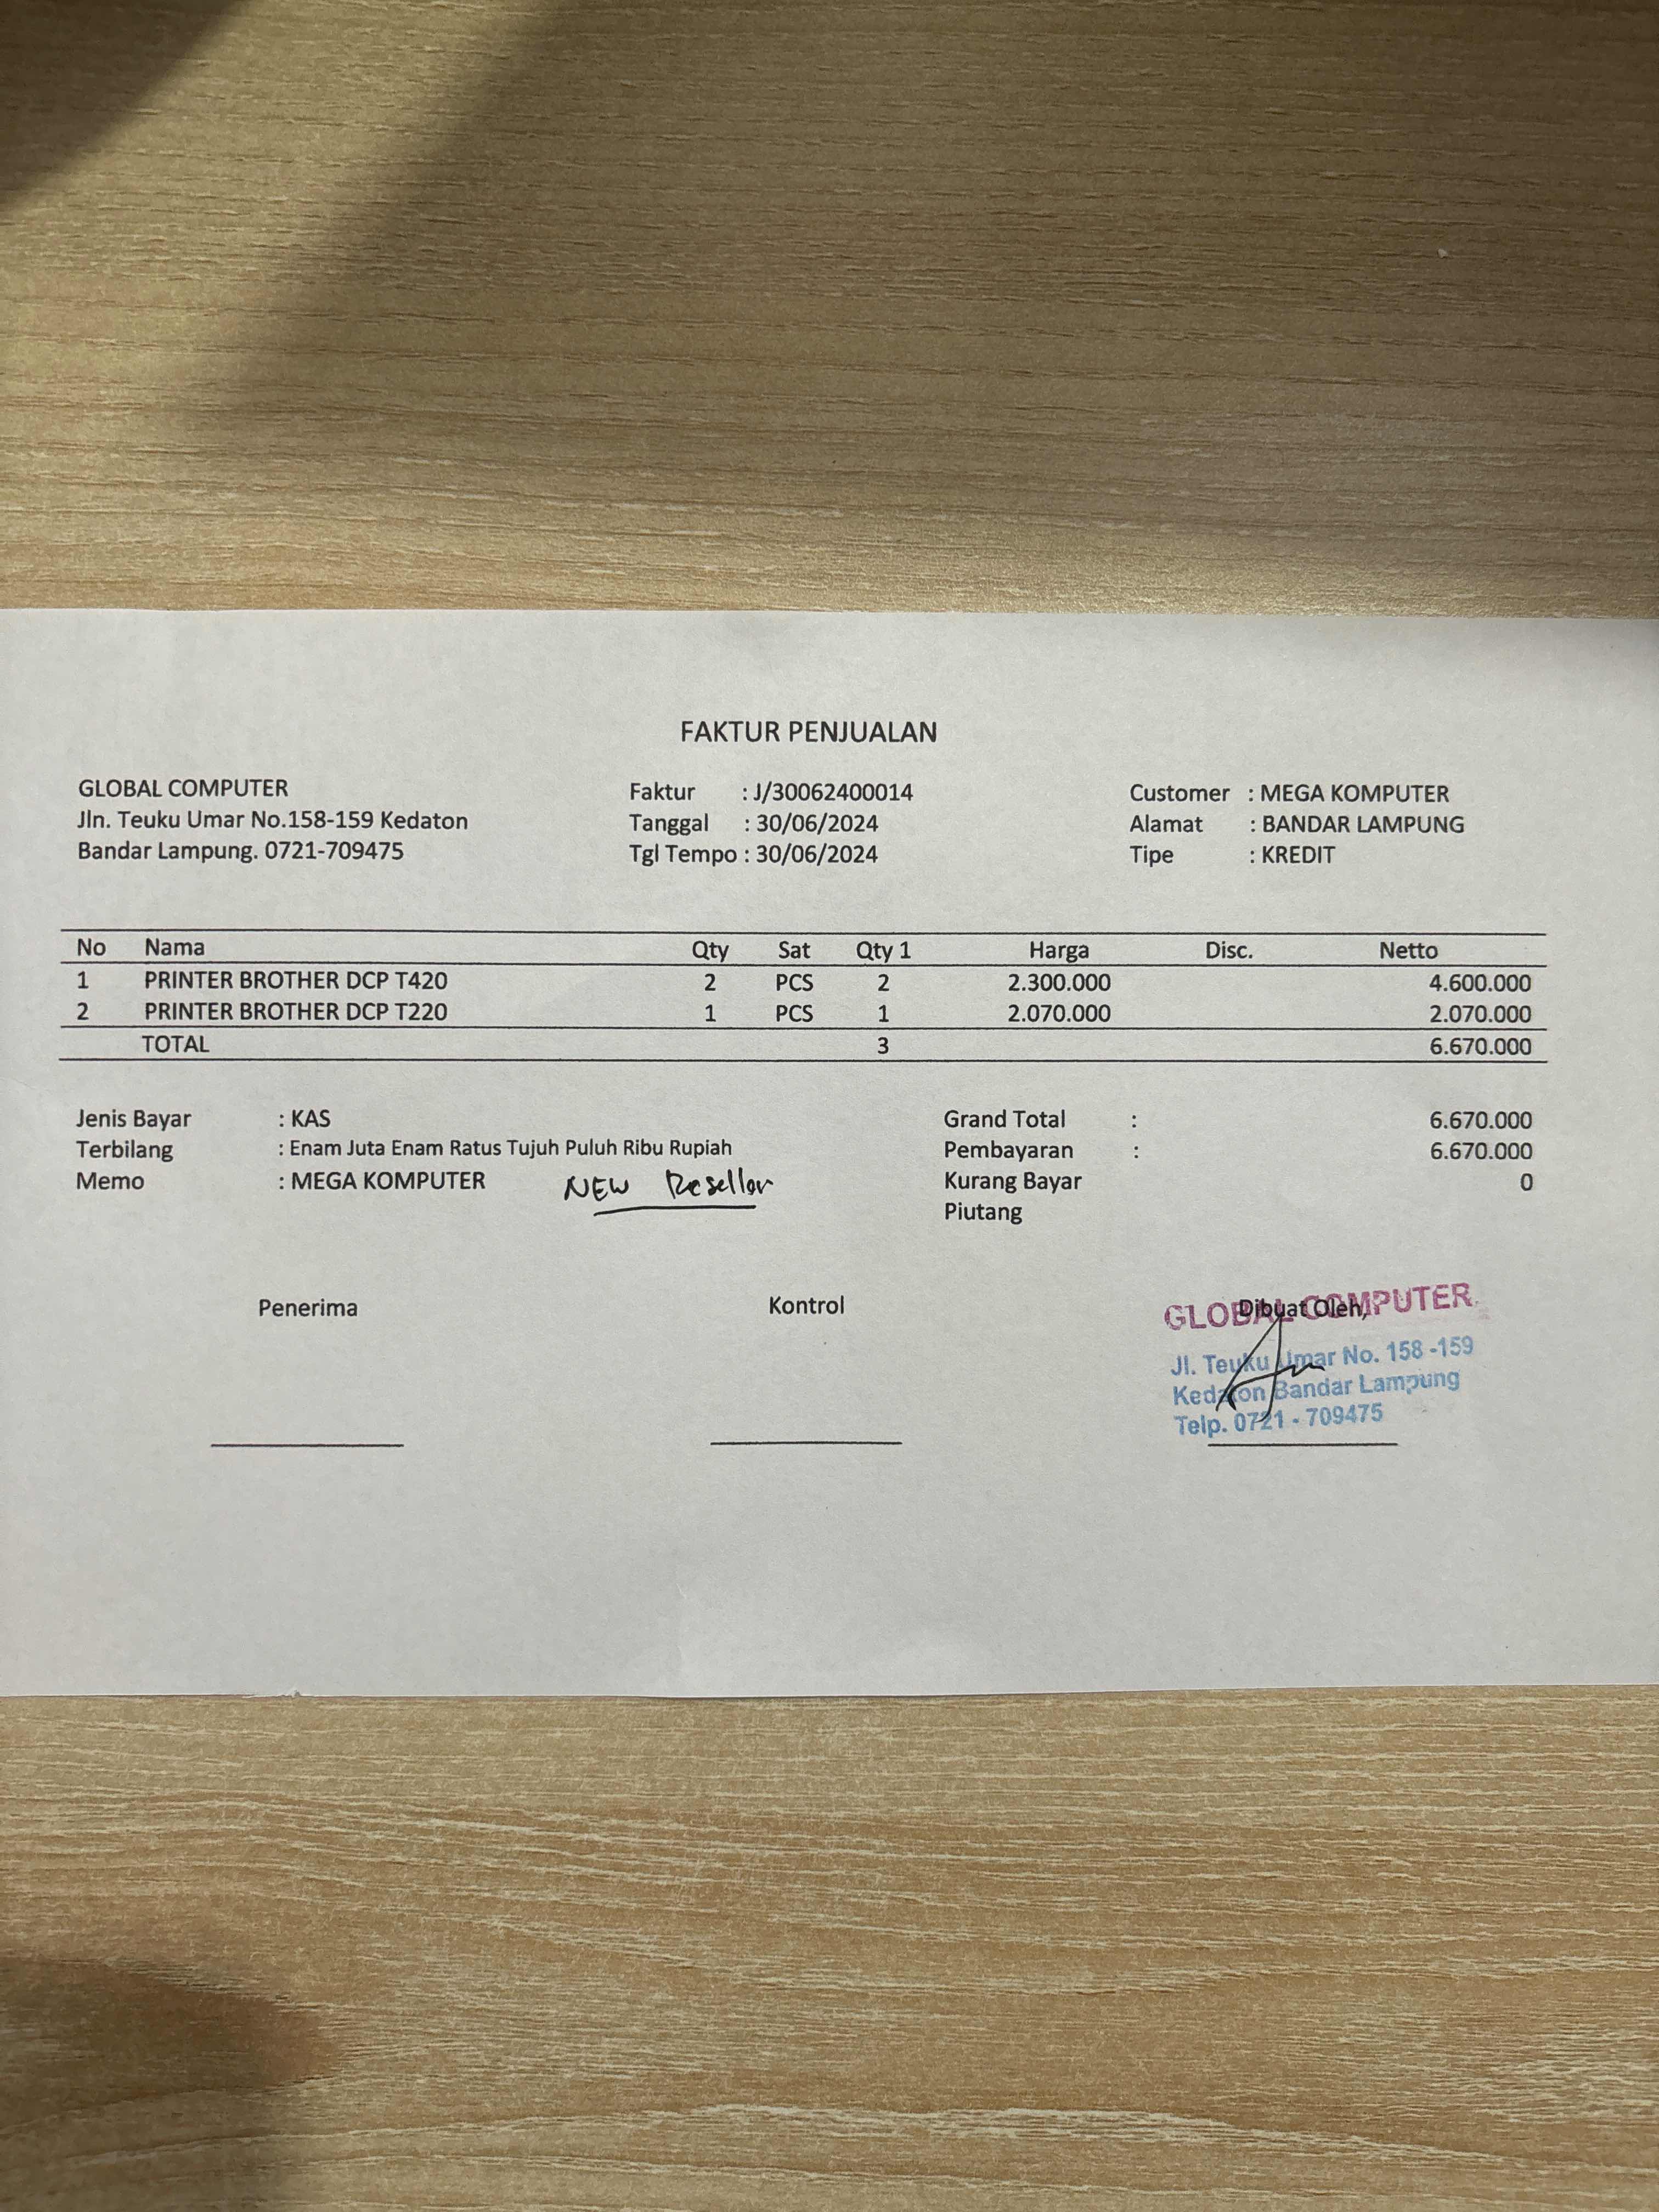 FAKTUR PENJUALAN
GLOBAL COMPUTER
Jln. Teuku Umar No.158-159 Kedaton
Bandar Lampung. 0721-709475
Faktur : J/30062400014
Tanggal : 30/06/2024
Tgl Tempo : 30/06/2024
Customer : MEGA KOMPUTER
Alamat : BANDAR LAMPUNG
Tipe : KREDIT
No Nama Qty Sat Qty 1 Harga Disc. Netto
1 PRINTER BROTHER DCP T420 2 PCS 2 2.300.000 4.600.000
2 PRINTER BROTHER DCP T220 1 PCS 1 2.070.000 2.070.000
TOTAL 3 6.670.000
Jenis Bayar : KAS
Terbilang : Enam Juta Enam Ratus Tujuh Puluh Ribu Rupiah
Memo : MEGA KOMPUTER NEW Resellor
Grand Total : 6.670.000
Pembayaran : 6.670.000
Kurang Bayar 0
Piutang
Penerima
Kontrol
Dibuat Oleh,
GLOBAL COMPUTER
Jl. Teuku Umar No. 158 -159
Kedaton Bandar Lampung
Telp. 0721 - 709475